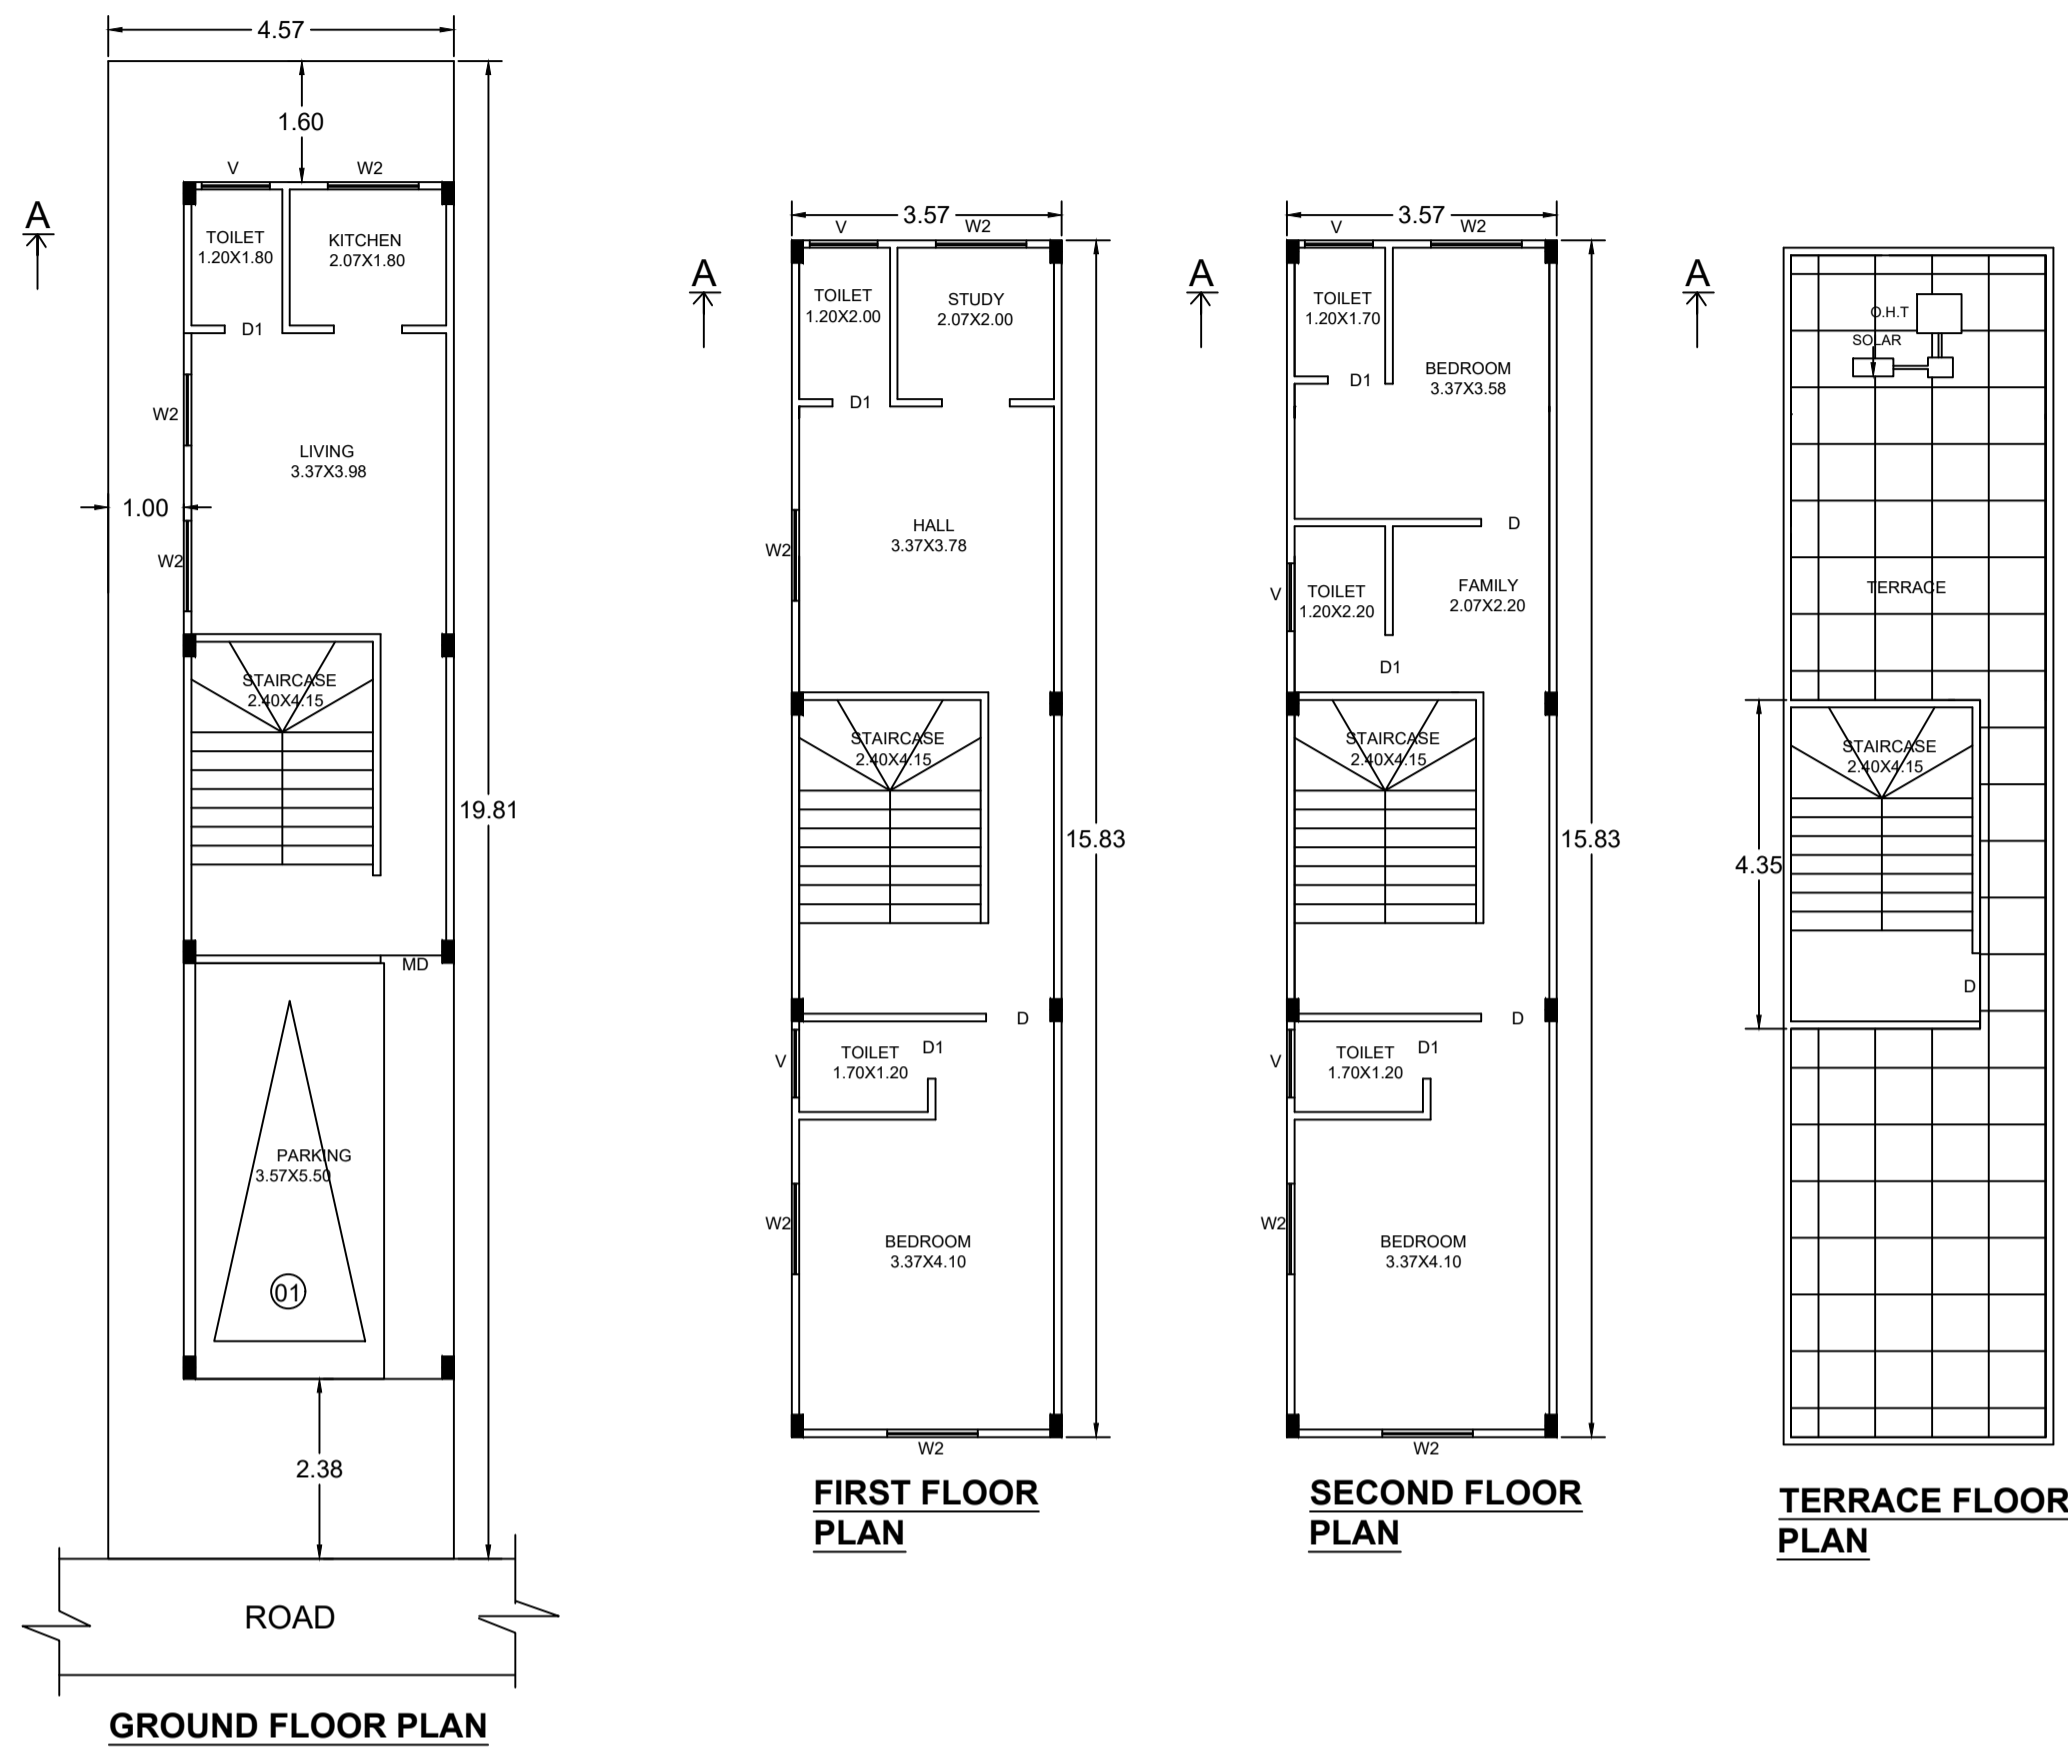 4.57
1.60
V
W2
A
TOILET
1.20X1.80
KITCHEN
2.07X1.80
D1
W2
LIVING
3.37X3.98
1.00
W2
STAIRCASE
2.40X4.15
19.81
MD
PARKING
3.57X5.50
01
2.38
ROAD
GROUND FLOOR PLAN
3.57
V
W2
A
TOILET
1.20X2.00
STUDY
2.07X2.00
D1
HALL
3.37X3.78
W2
STAIRCASE
2.40X4.15
15.83
D
TOILET
1.70X1.20
D1
V
W2
BEDROOM
3.37X4.10
W2
FIRST FLOOR
PLAN
3.57
V
W2
A
TOILET
1.20X1.70
BEDROOM
3.37X3.58
D1
D
V
TOILET
1.20X2.20
FAMILY
2.07X2.20
D1
STAIRCASE
2.40X4.15
15.83
D
TOILET
1.70X1.20
D1
V
W2
BEDROOM
3.37X4.10
W2
SECOND FLOOR
PLAN
A
O.H.T
SOLAR
TERRACE
STAIRCASE
2.40X4.15
4.35
D
TERRACE FLOOR
PLAN